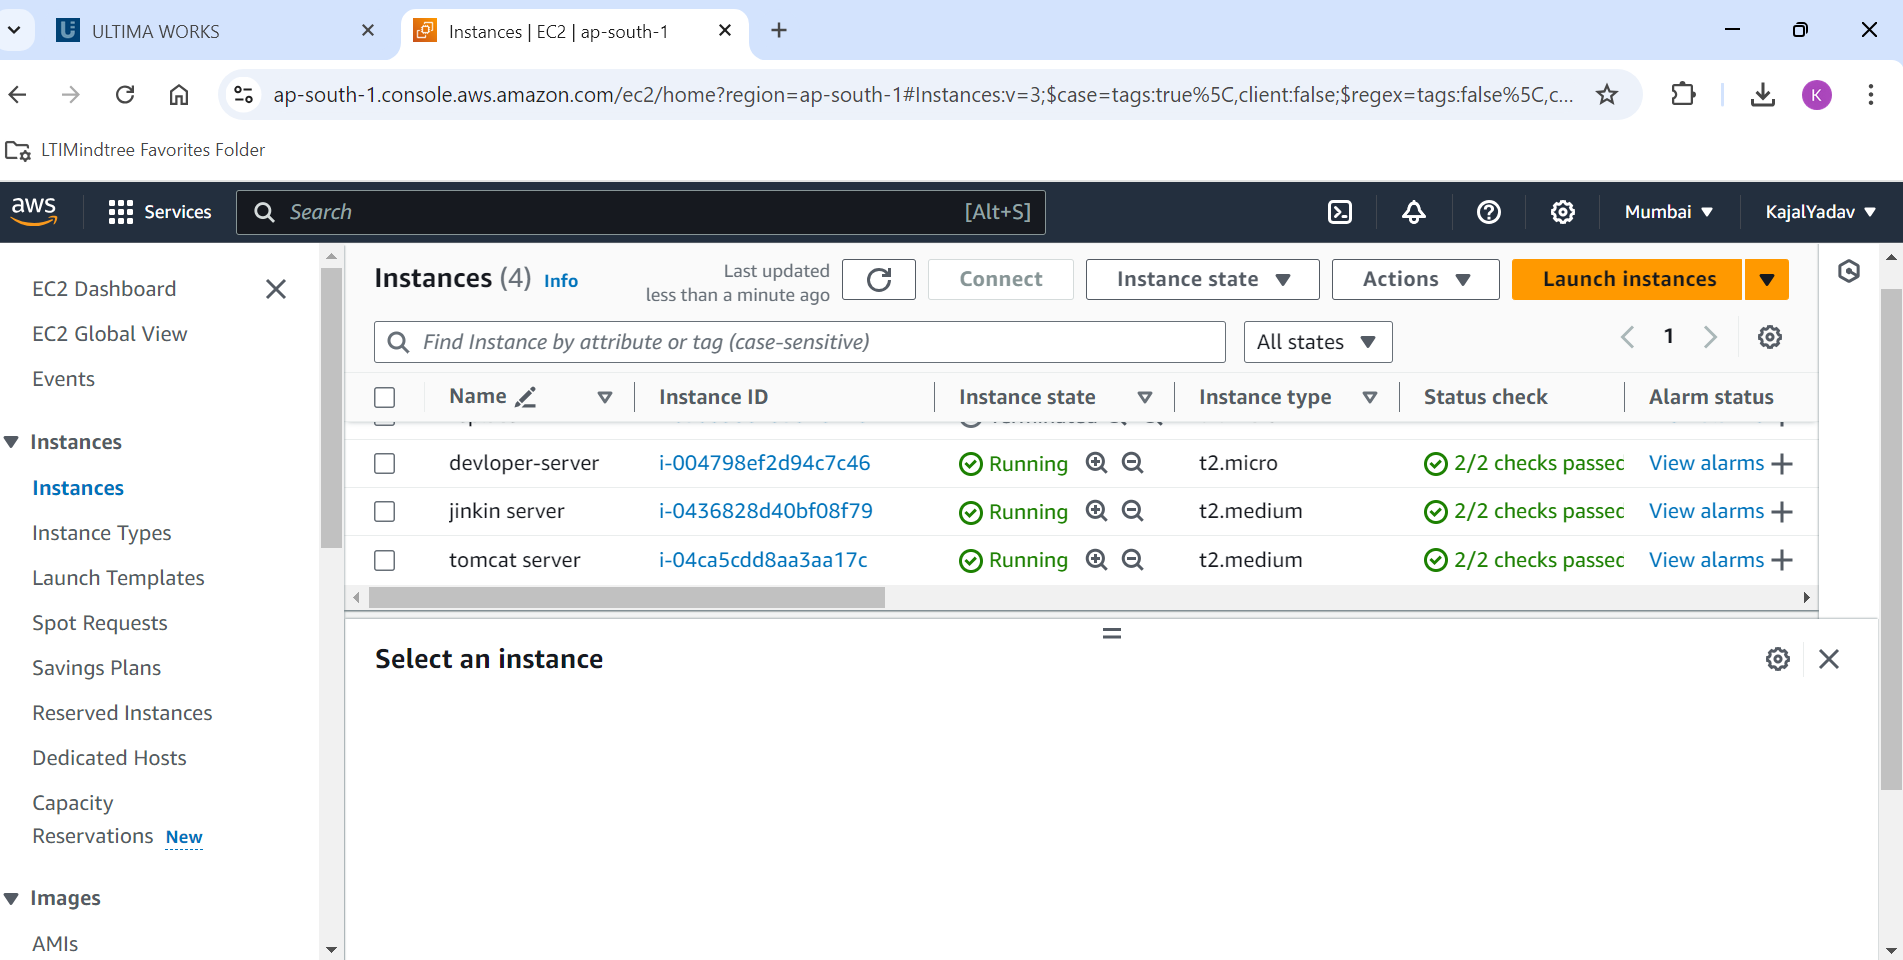 ULTIMA WORKS
Instances | EC2 | ap-south-1
ap-south-1.console.aws.amazon.com/ec2/home?region=ap-south-1#Instances:v=3;$case=tags:true%5C,client:false;$regex=tags:false%5C,c...
K
LTIMindtree Favorites Folder
aws
Services
Search
[Alt+S]
Mumbai
KajalYadav
EC2 Dashboard
EC2 Global View
Events
Instances
Instances
Instance Types
Launch Templates
Spot Requests
Savings Plans
Reserved Instances
Dedicated Hosts
Capacity
Reservations New
Images
AMIs
Instances (4) Info
Last updated
less than a minute ago
Connect
Instance state
Actions
Launch instances
Find Instance by attribute or tag (case-sensitive)
All states
1
Name Instance ID Instance state Instance type Status check Alarm status
Terminated
devloper-server i-004798ef2d94c7c46 Running t2.micro 2/2 checks passed View alarms
jinkin server i-0436828d40bf08f79 Running t2.medium 2/2 checks passed View alarms
tomcat server i-04ca5cdd8aa3aa17c Running t2.medium 2/2 checks passed View alarms
Select an instance